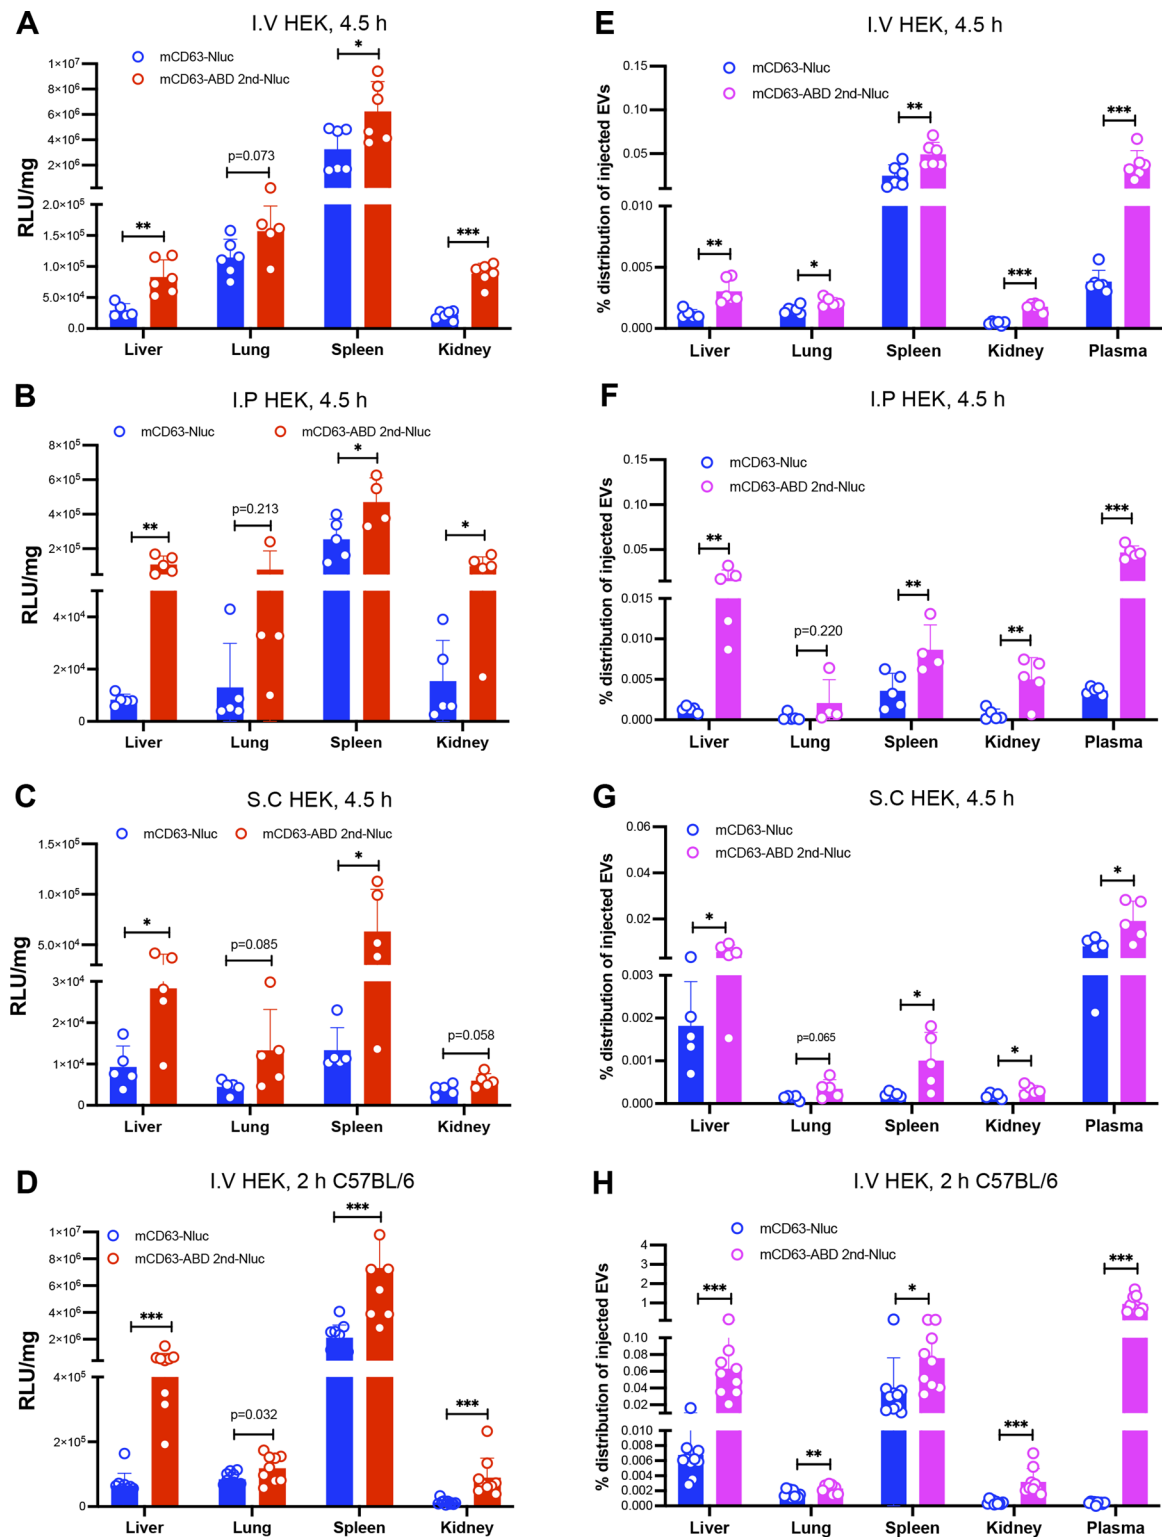 A
I.V HEK, 4.5 h
mCD63-Nluc
mCD63-ABD 2nd-Nluc
RLU/mg
1×10⁷
8×10⁶
6×10⁶
4×10⁶
2×10⁶
2.0×10⁵
1.5×10⁵
1.0×10⁵
5.0×10⁴
0.0
**
p=0.073
*
***
Liver Lung Spleen Kidney
E
I.V HEK, 4.5 h
mCD63-Nluc
mCD63-ABD 2nd-Nluc
% distribution of injected EVs
0.15
0.10
0.05
0.010
0.005
0.000
**
*
**
***
***
Liver Lung Spleen Kidney Plasma
B
I.P HEK, 4.5 h
mCD63-Nluc mCD63-ABD 2nd-Nluc
RLU/mg
8×10⁵
6×10⁵
4×10⁵
2×10⁵
4×10⁴
2×10⁴
0
**
p=0.213
*
*
Liver Lung Spleen Kidney
F
I.P HEK, 4.5 h
mCD63-Nluc
mCD63-ABD 2nd-Nluc
% distribution of injected EVs
0.15
0.10
0.05
0.015
0.010
0.005
0.000
**
p=0.220
**
**
***
Liver Lung Spleen Kidney Plasma
C
S.C HEK, 4.5 h
mCD63-Nluc mCD63-ABD 2nd-Nluc
RLU/mg
1.5×10⁵
1.0×10⁵
5.0×10⁴
3×10⁴
2×10⁴
1×10⁴
0
*
p=0.085
*
p=0.058
Liver Lung Spleen Kidney
G
S.C HEK, 4.5 h
mCD63-Nluc
mCD63-ABD 2nd-Nluc
% distribution of injected EVs
0.06
0.04
0.02
0.003
0.002
0.001
0.000
*
p=0.065
*
*
*
Liver Lung Spleen Kidney Plasma
D
I.V HEK, 2 h C57BL/6
mCD63-Nluc
mCD63-ABD 2nd-Nluc
RLU/mg
1×10⁷
8×10⁶
6×10⁶
4×10⁶
2×10⁶
4×10⁵
2×10⁵
0
***
p=0.032
***
***
Liver Lung Spleen Kidney
H
I.V HEK, 2 h C57BL/6
mCD63-Nluc
mCD63-ABD 2nd-Nluc
% distribution of injected EVs
4
3
2
1
0.10
0.08
0.06
0.04
0.02
0.010
0.008
0.006
0.004
0.002
0.000
***
**
*
***
***
Liver Lung Spleen Kidney Plasma